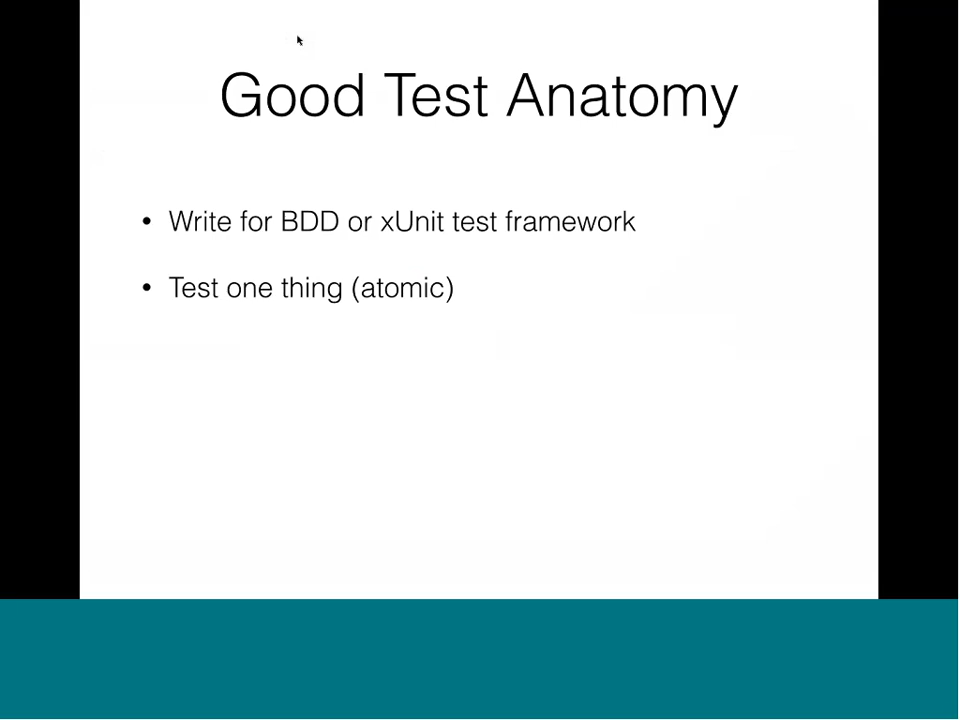 Good Test Anatomy
• Write for BDD or xUnit test framework
• Test one thing (atomic)